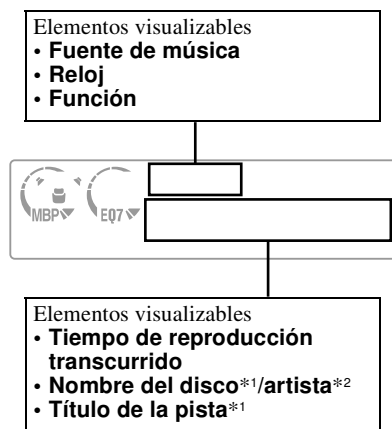 Elementos visualizables
• Fuente de música
• Reloj
• Función
MBP▼ EQ7▼
Elementos visualizables
• Tiempo de reproducción
transcurrido
• Nombre del disco*1/artista*2
• Título de la pista*1